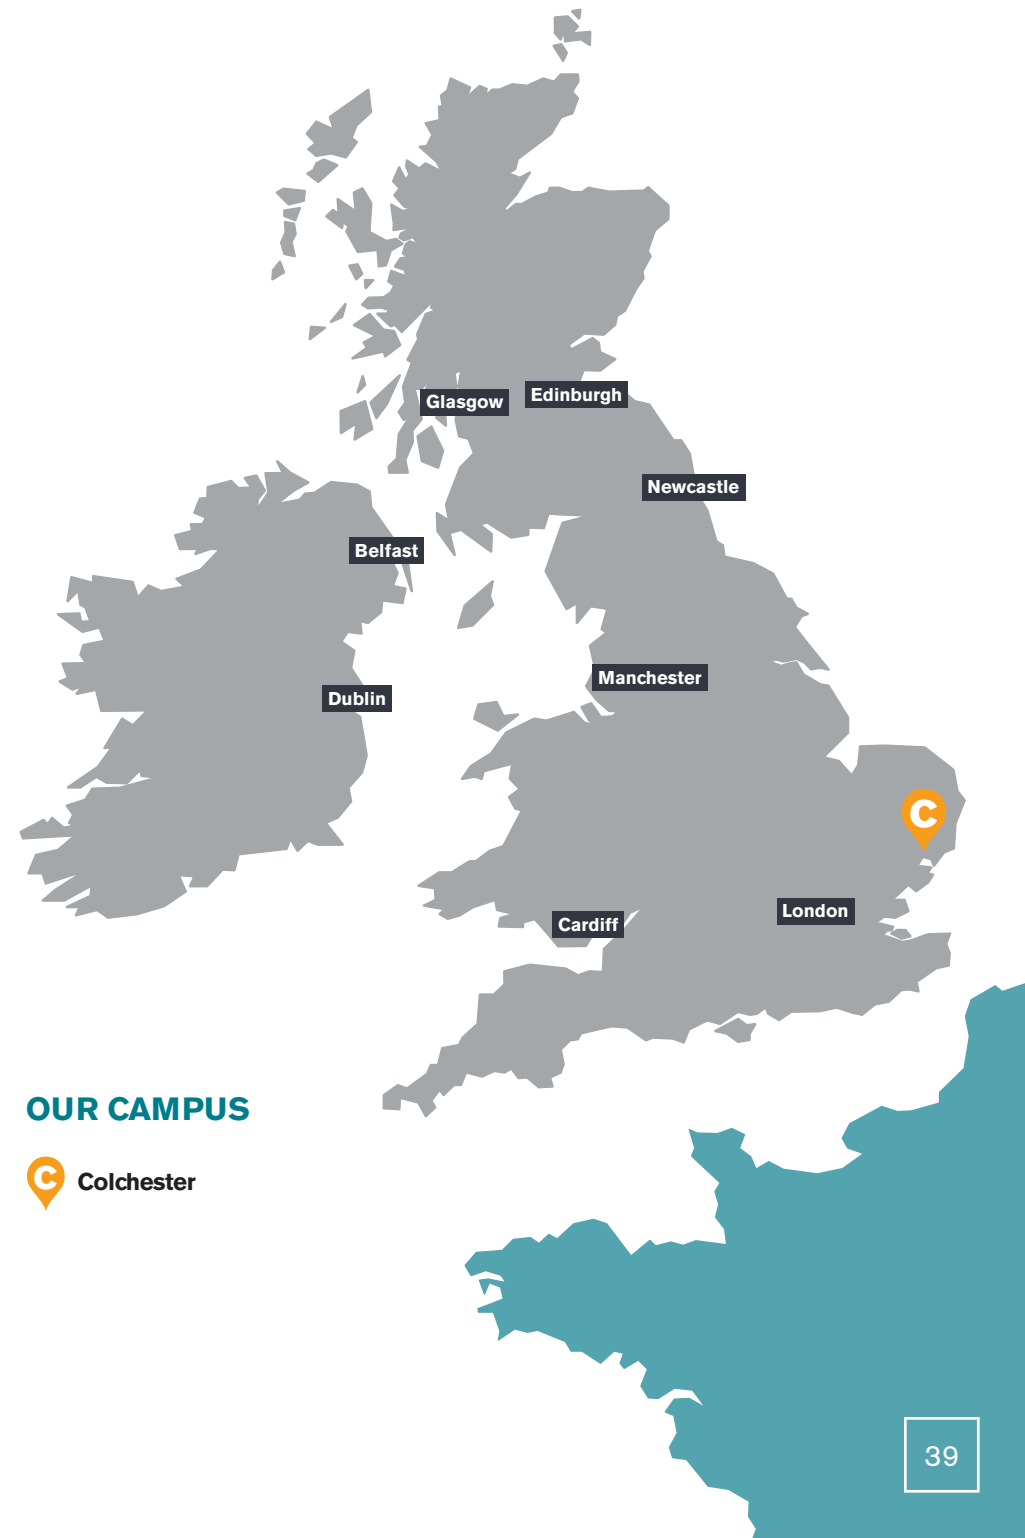 Glasgow
Edinburgh
Newcastle
Belfast
Manchester
Dublin
C
Cardiff
London
OUR CAMPUS
C
Colchester
39